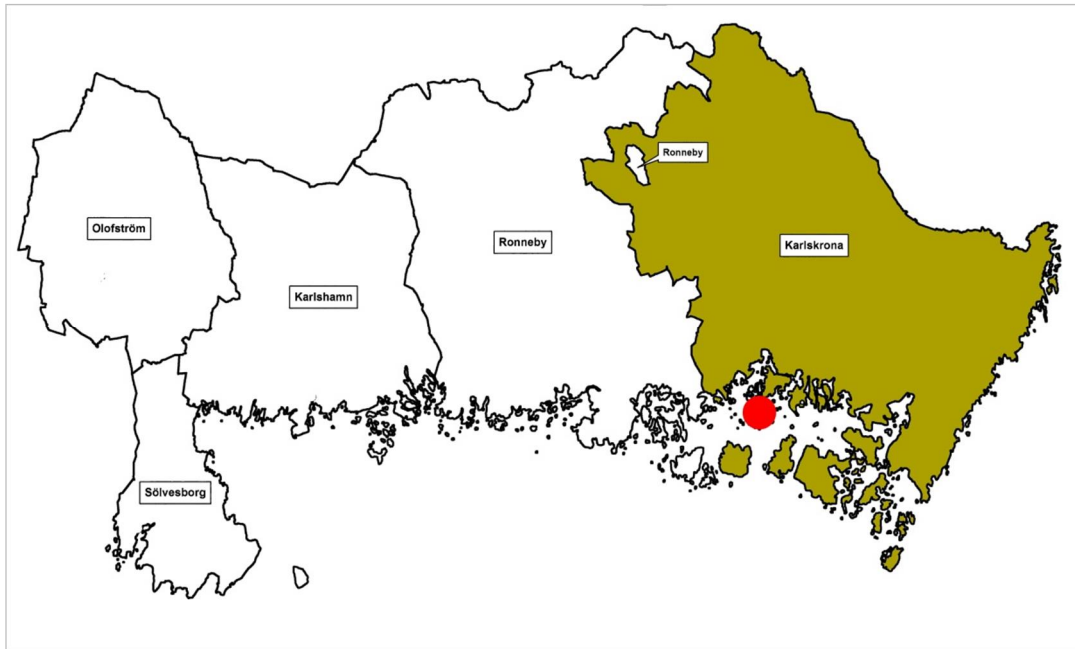 Ronneby
Olofström
Ronneby
Karlskrona
Karlshamn
Sölvesborg